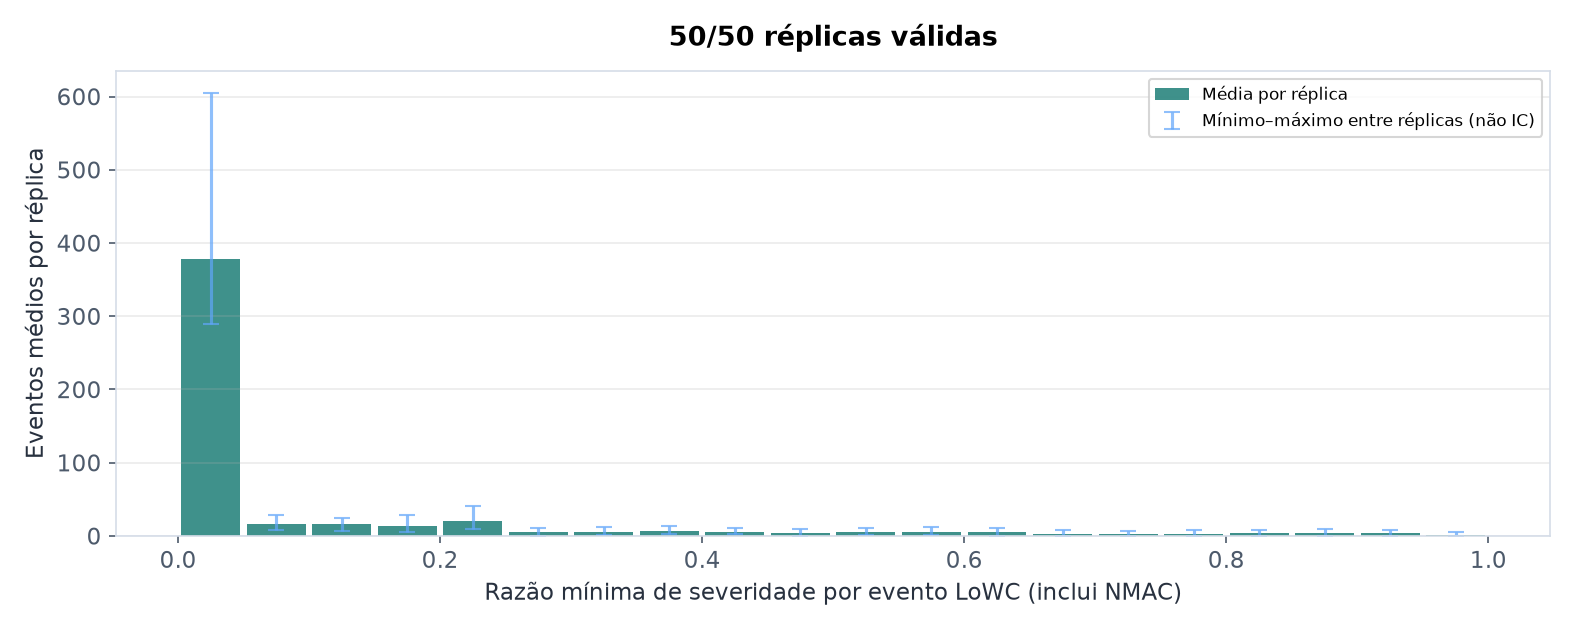 50/50 réplicas válidas
Média por réplica
Mínimo–máximo entre réplicas (não IC)
Eventos médios por réplica
600
500
400
300
200
100
0
0.0 0.2 0.4 0.6 0.8 1.0
Razão mínima de severidade por evento LoWC (inclui NMAC)